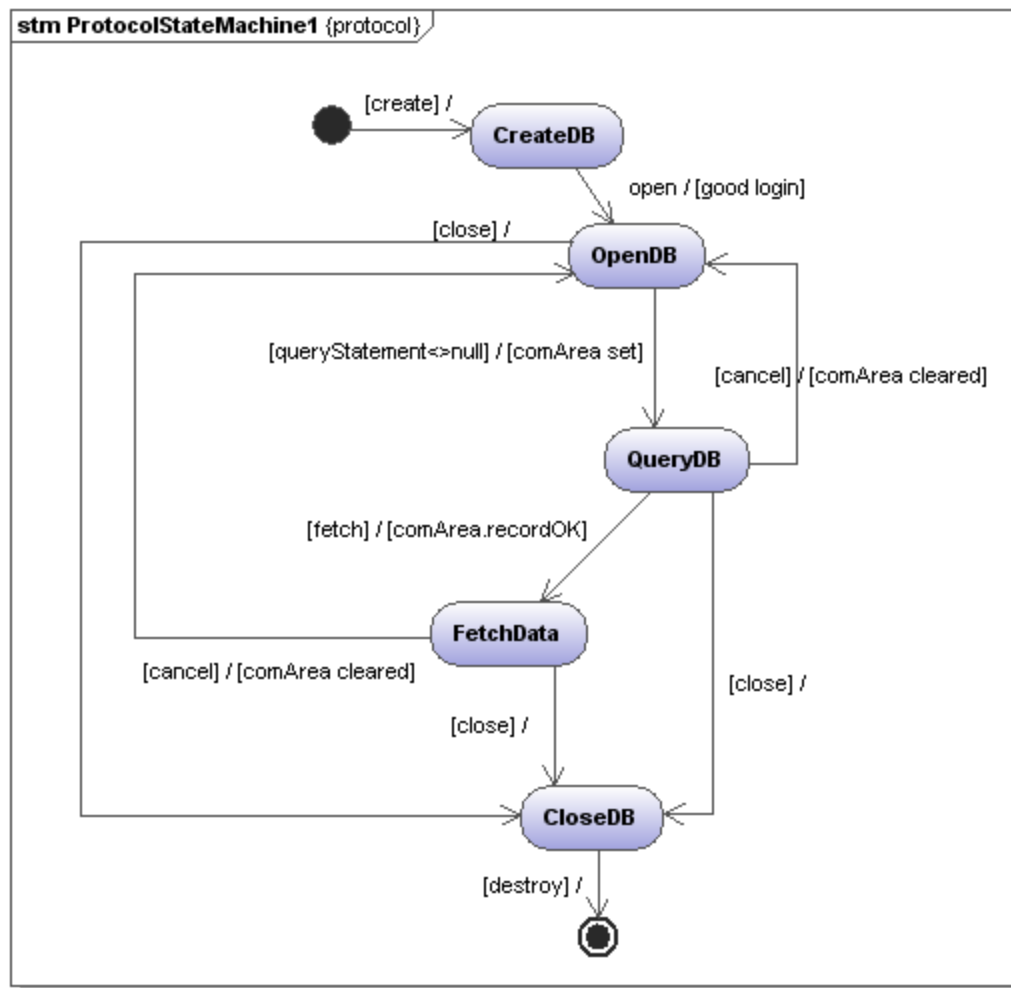 stm ProtocolStateMachine1 {protocol}
[create] /
CreateDB
open / [good login]
[close] /
OpenDB
[queryStatement<>null] / [comArea set]
[cancel] / [comArea cleared]
QueryDB
[fetch] / [comArea.recordOK]
FetchData
[cancel] / [comArea cleared]
[close] /
[close] /
CloseDB
[destroy] /